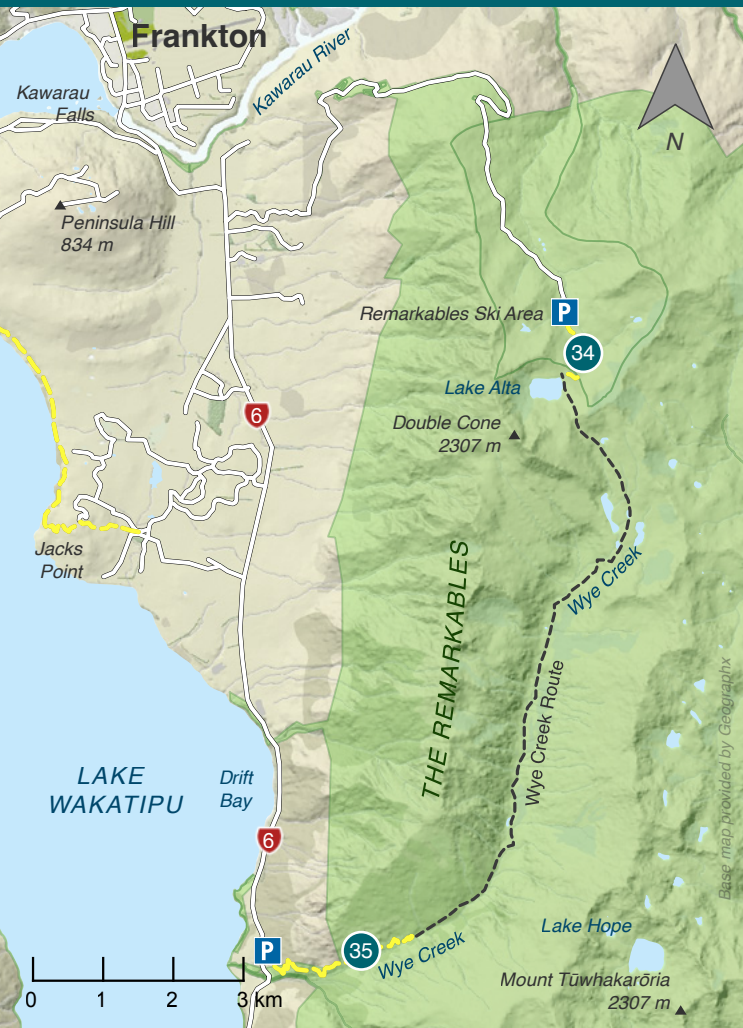 Frankton
Kawarau River
Kawarau
Falls
N
Peninsula Hill
834 m
Remarkables Ski Area
P
34
Lake Alta
6
Double Cone
2307 m
Jacks
Point
Wye Creek
THE REMARKABLES
Wye Creek Route
Base map provided by Geographx
LAKE
WAKATIPU
Drift
Bay
6
Lake Hope
P
35
Wye Creek
Mount Tūwhakarōria
2307 m
0 1 2 3 km